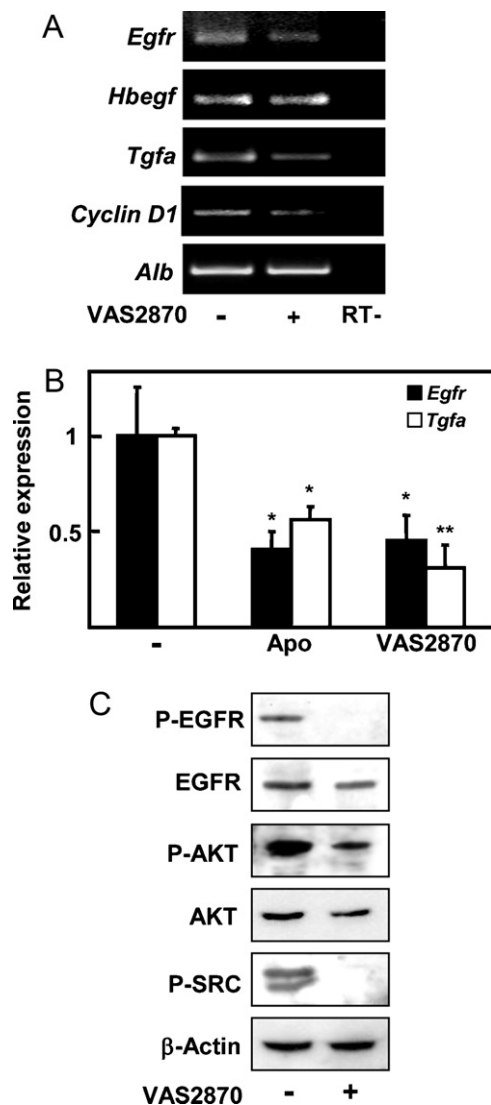 A
Egfr
Hbegf
Tgfa
Cyclin D1
Alb
VAS2870 - + RT-
B
Egfr
Tgfa
Relative expression
1
0.5
* * * **
- Apo VAS2870
C
P-EGFR
EGFR
P-AKT
AKT
P-SRC
β-Actin
VAS2870 - +